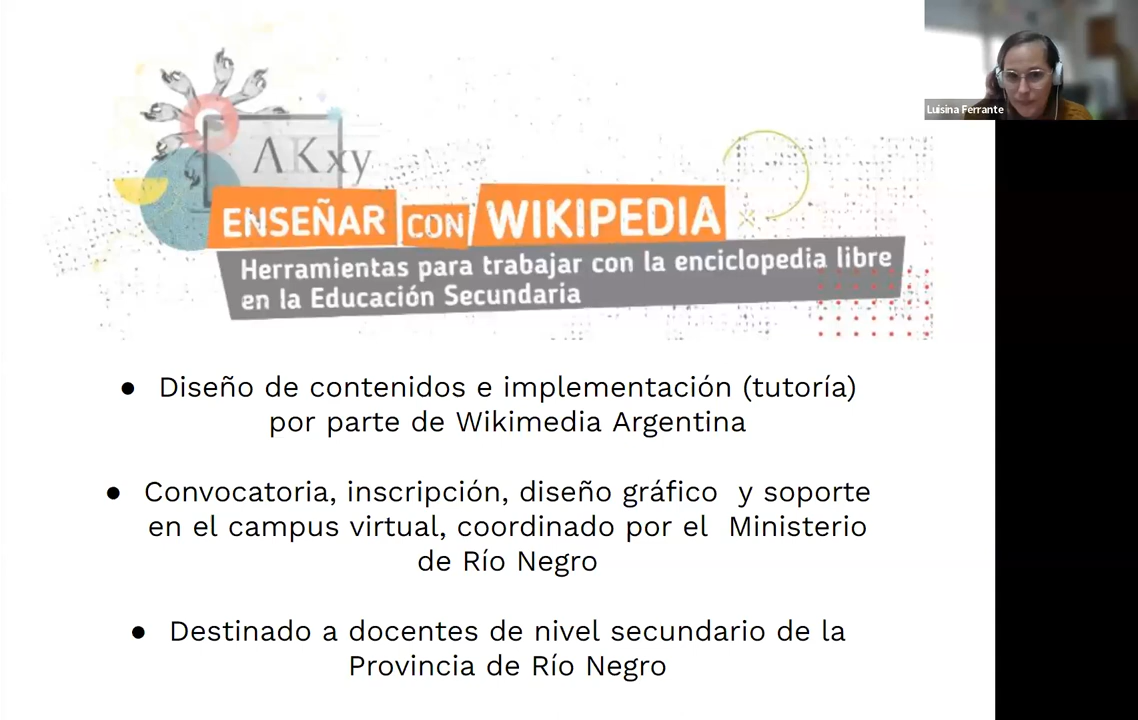 Luisina Ferrante
ΛKxy
ENSEÑAR CON WIKIPEDIA
Herramientas para trabajar con la enciclopedia libre
en la Educación Secundaria
● Diseño de contenidos e implementación (tutoría)
por parte de Wikimedia Argentina
● Convocatoria, inscripción, diseño gráfico y soporte
en el campus virtual, coordinado por el Ministerio
de Río Negro
● Destinado a docentes de nivel secundario de la
Provincia de Río Negro